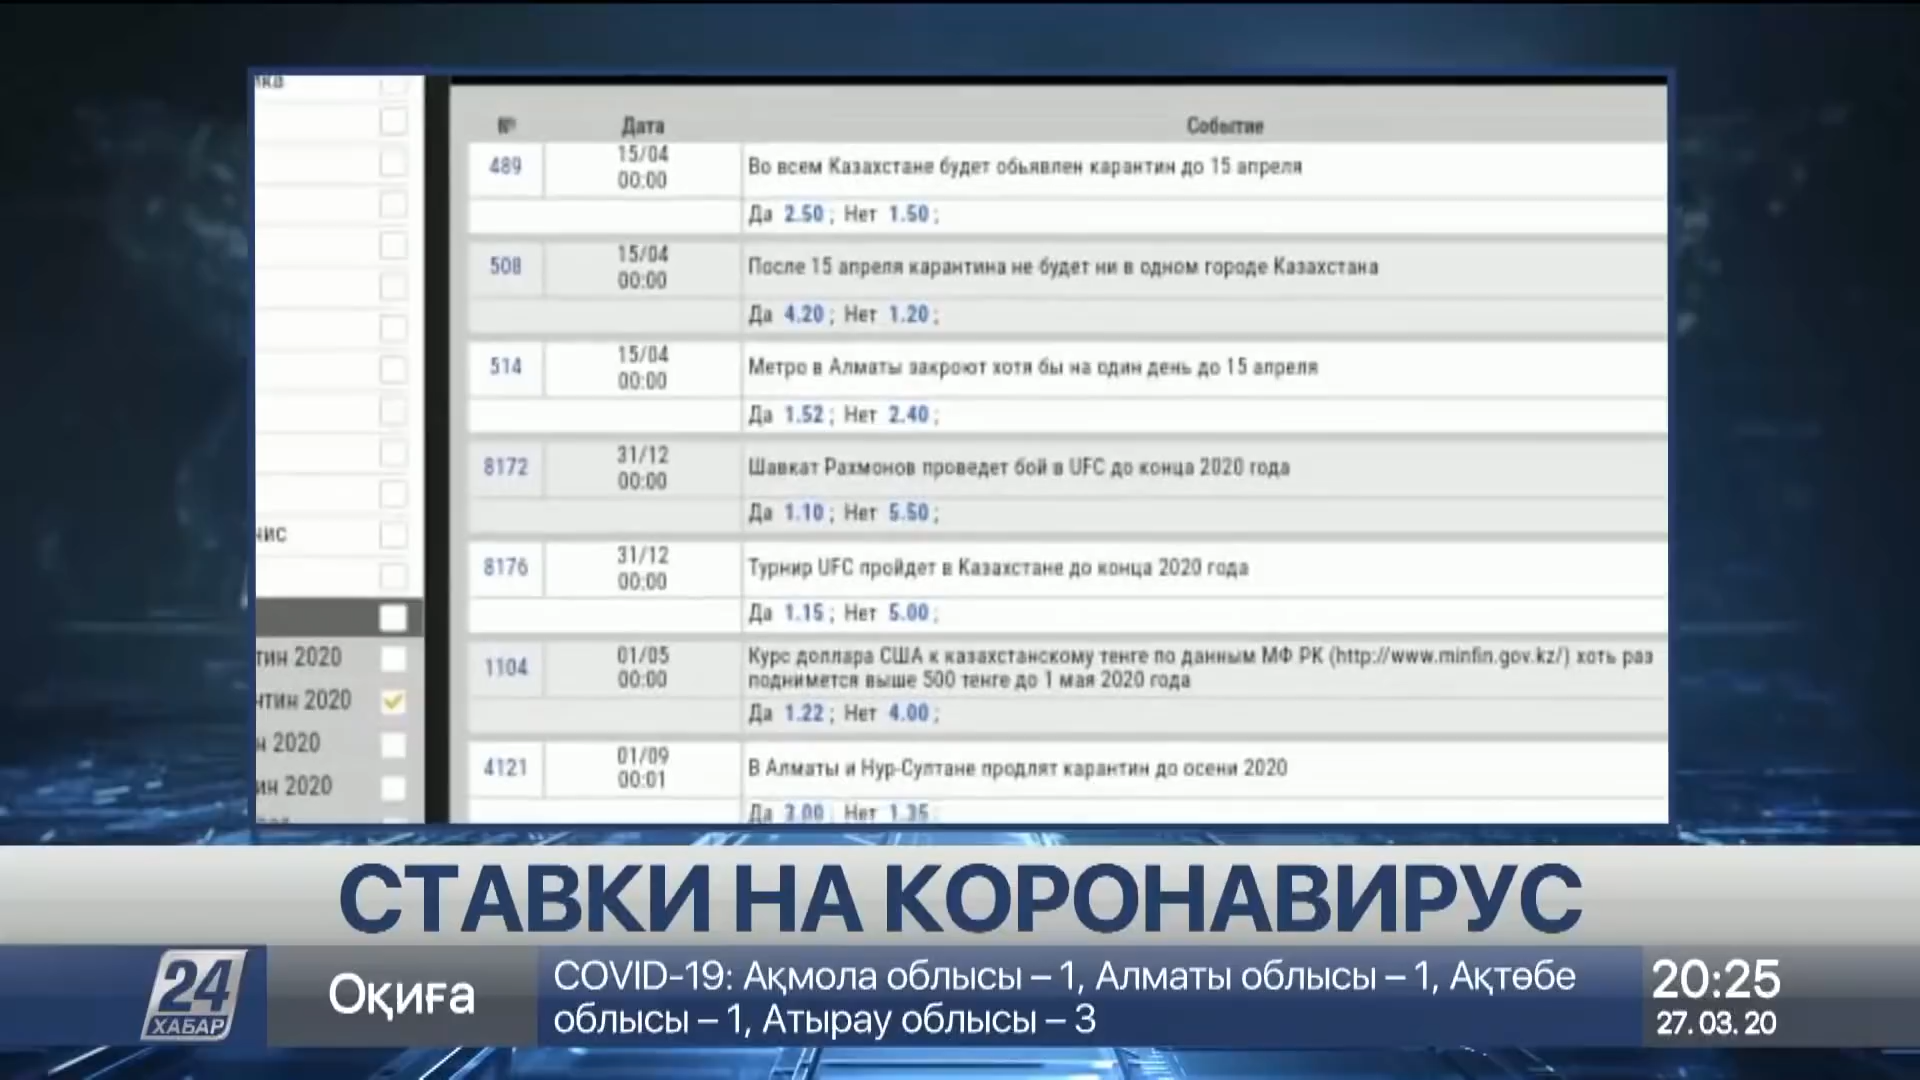 № Дата Событие
489 15/04 00:00 Во всем Казахстане будет объявлен карантин до 15 апреля
Да 2.50 ; Нет 1.50 ;
508 15/04 00:00 После 15 апреля карантина не будет ни в одном городе Казахстана
Да 4.20 ; Нет 1.20 ;
514 15/04 00:00 Метро в Алматы закроют хотя бы на один день до 15 апреля
Да 1.52 ; Нет 2.40 ;
8172 31/12 00:00 Шавкат Рахмонов проведет бой в UFC до конца 2020 года
Да 1.10 ; Нет 5.50 ;
8176 31/12 00:00 Турнир UFC пройдет в Казахстане до конца 2020 года
Да 1.15 ; Нет 5.00 ;
1104 01/05 00:00 Курс доллара США к казахстанскому тенге по данным МФ РК (http://www.minfin.gov.kz/) хоть раз
поднимется выше 500 тенге до 1 мая 2020 года
Да 1.22 ; Нет 4.00 ;
4121 01/09 00:01 В Алматы и Нур-Султане продлят карантин до осени 2020
Да 3.00 Нет 1.35
нис
тин 2020
нтин 2020
н 2020
ин 2020
СТАВКИ НА КОРОНАВИРУС
24 ХАБАР
Оқиға
COVID-19: Ақмола облысы – 1, Алматы облысы – 1, Ақтөбе
облысы – 1, Атырау облысы – 3
20:25
27. 03. 20